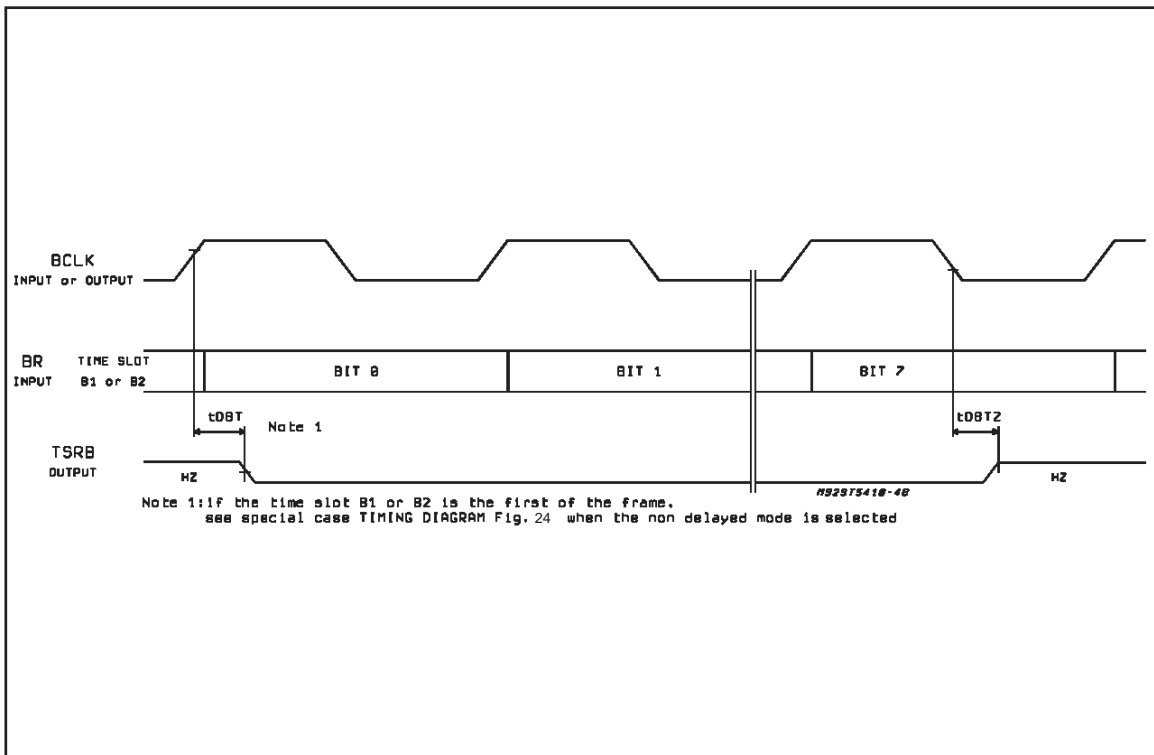 BCLK
INPUT or OUTPUT
BR TIME SLOT
INPUT B1 or B2
BIT 0 BIT 1 BIT 7
tDBT Note 1 tDBTZ
TSRB
OUTPUT
HZ HZ
M92ST5410-48
Note 1:if the time slot B1 or B2 is the first of the frame.
see special case TIMING DIAGRAM Fig. 24 when the non delayed mode is selected